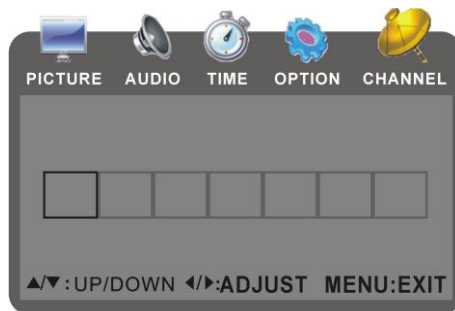 PICTURE AUDIO TIME OPTION CHANNEL
▲/▼: UP/DOWN ◀/▶:ADJUST MENU:EXIT